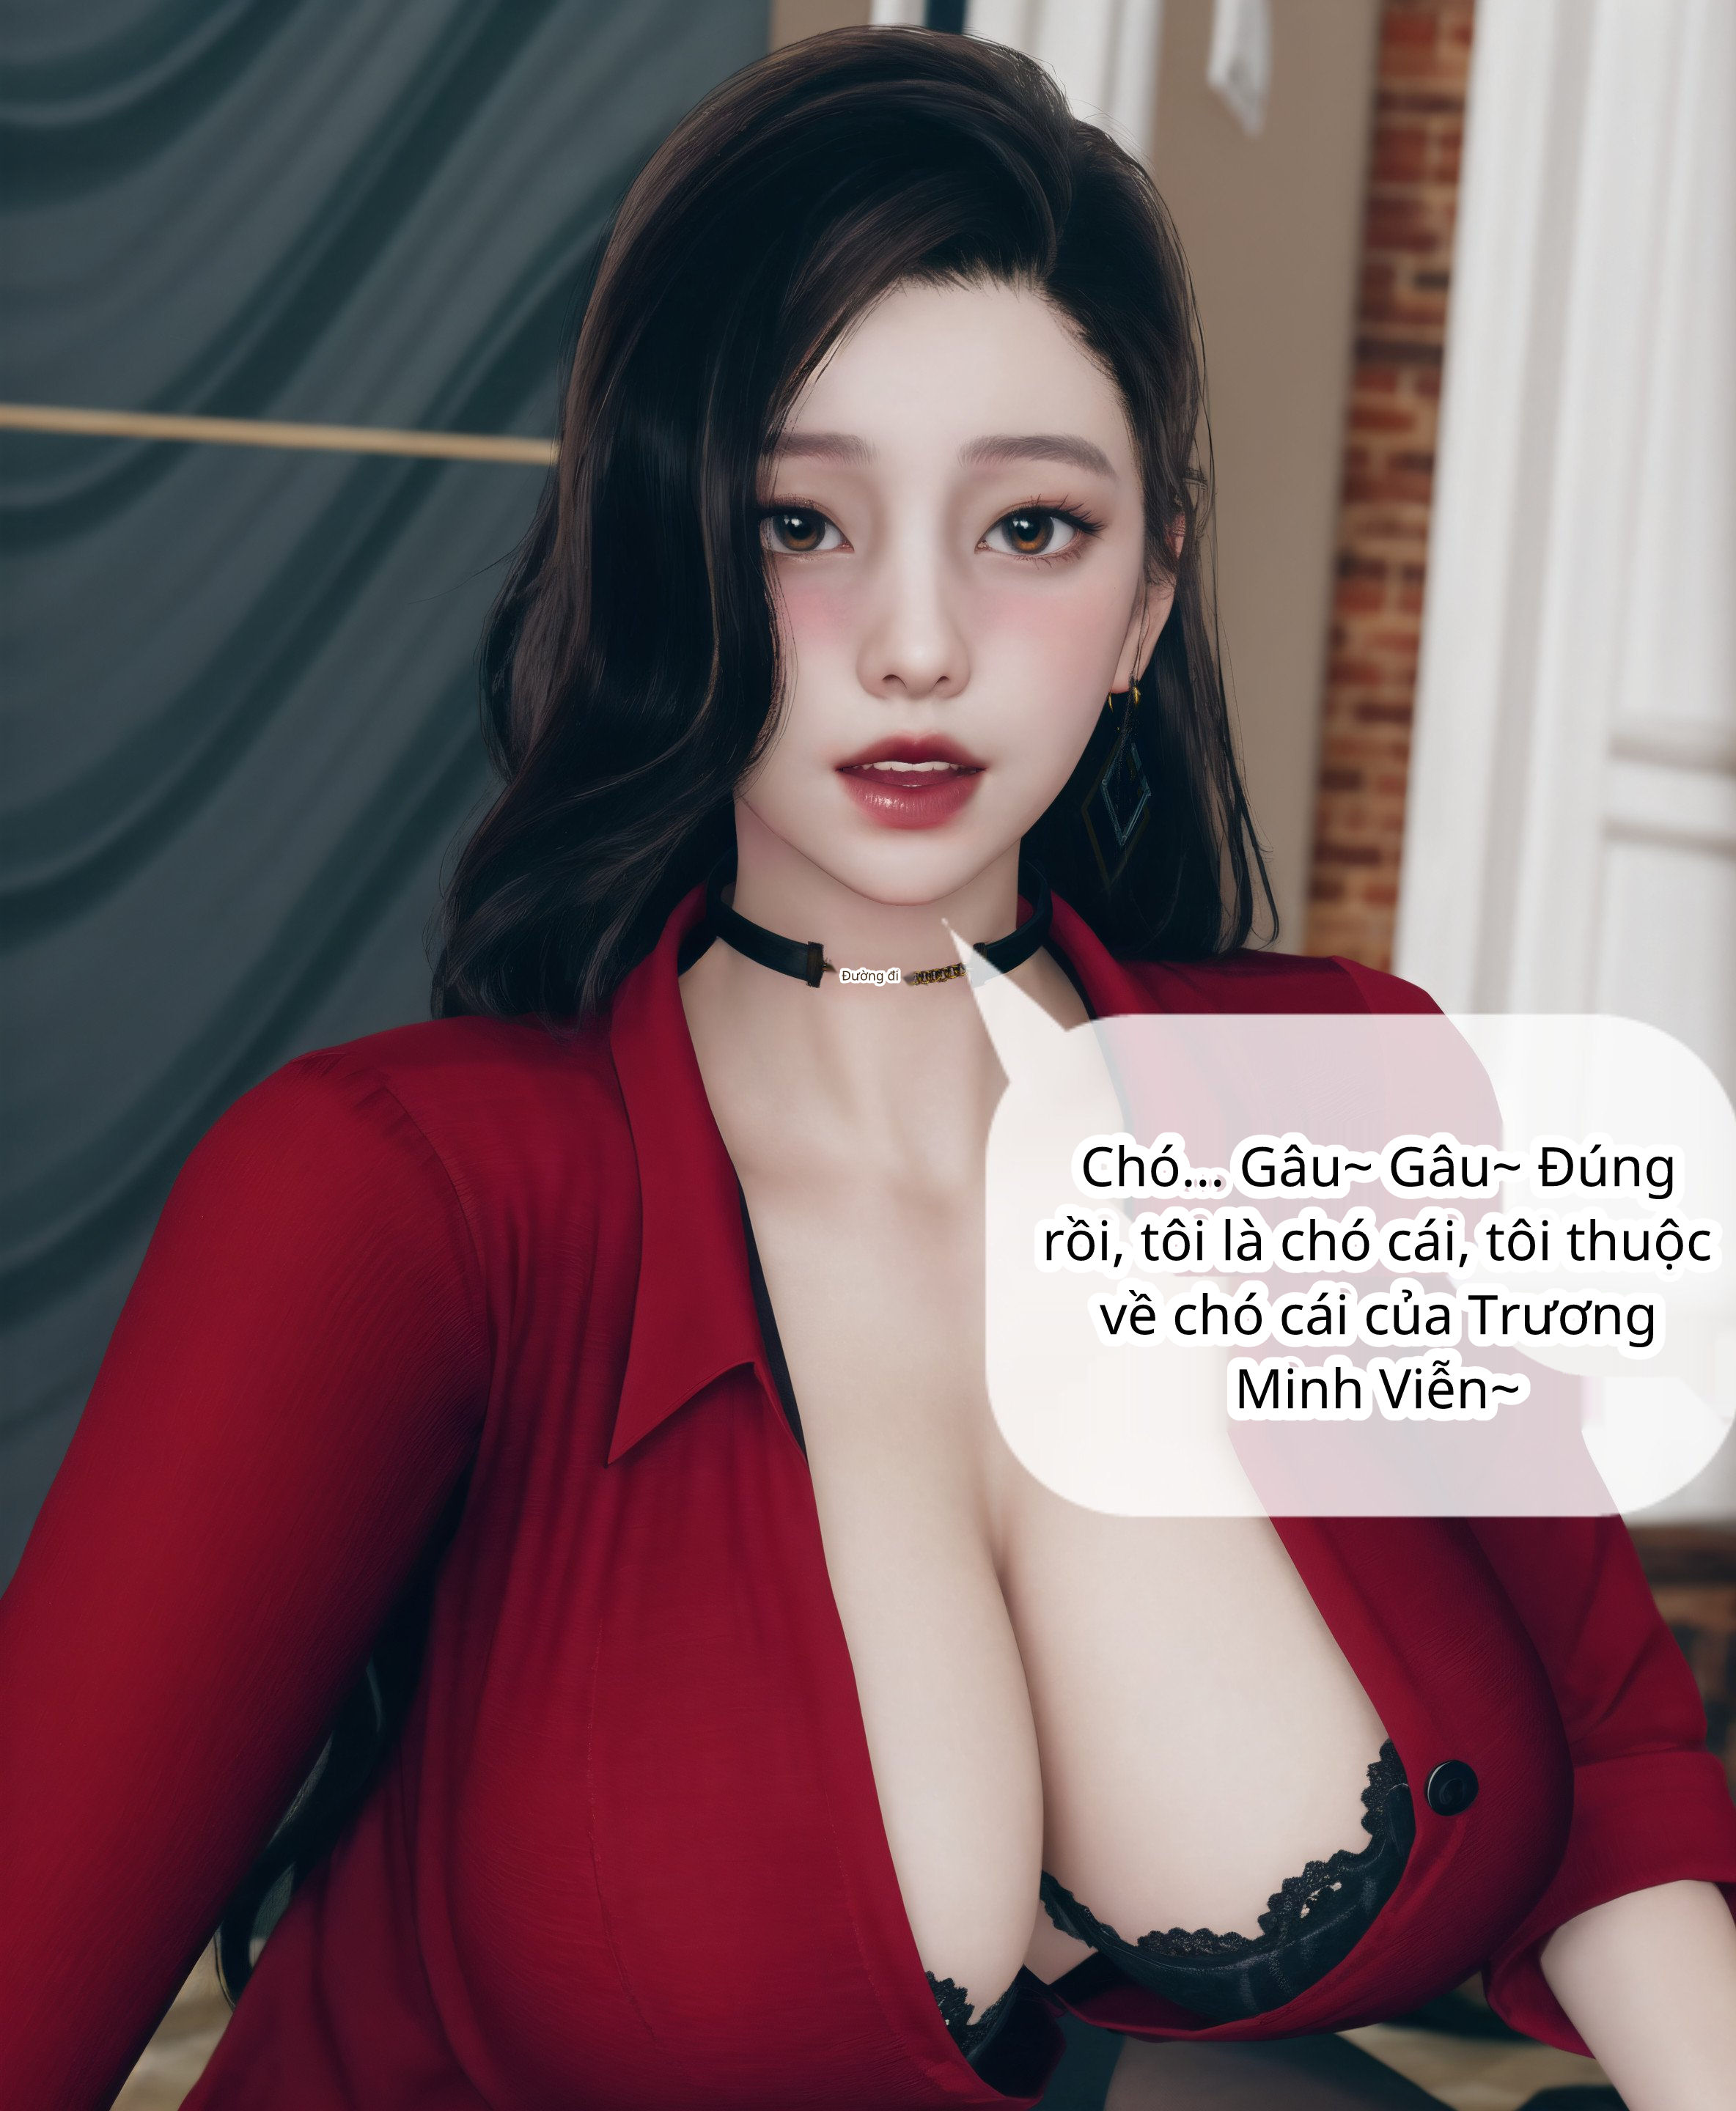 Đường đi
Chó... Gâu~ Gâu~ Đúng
rồi, tôi là chó cái, tôi thuộc
về chó cái của Trương
Minh Viễn~